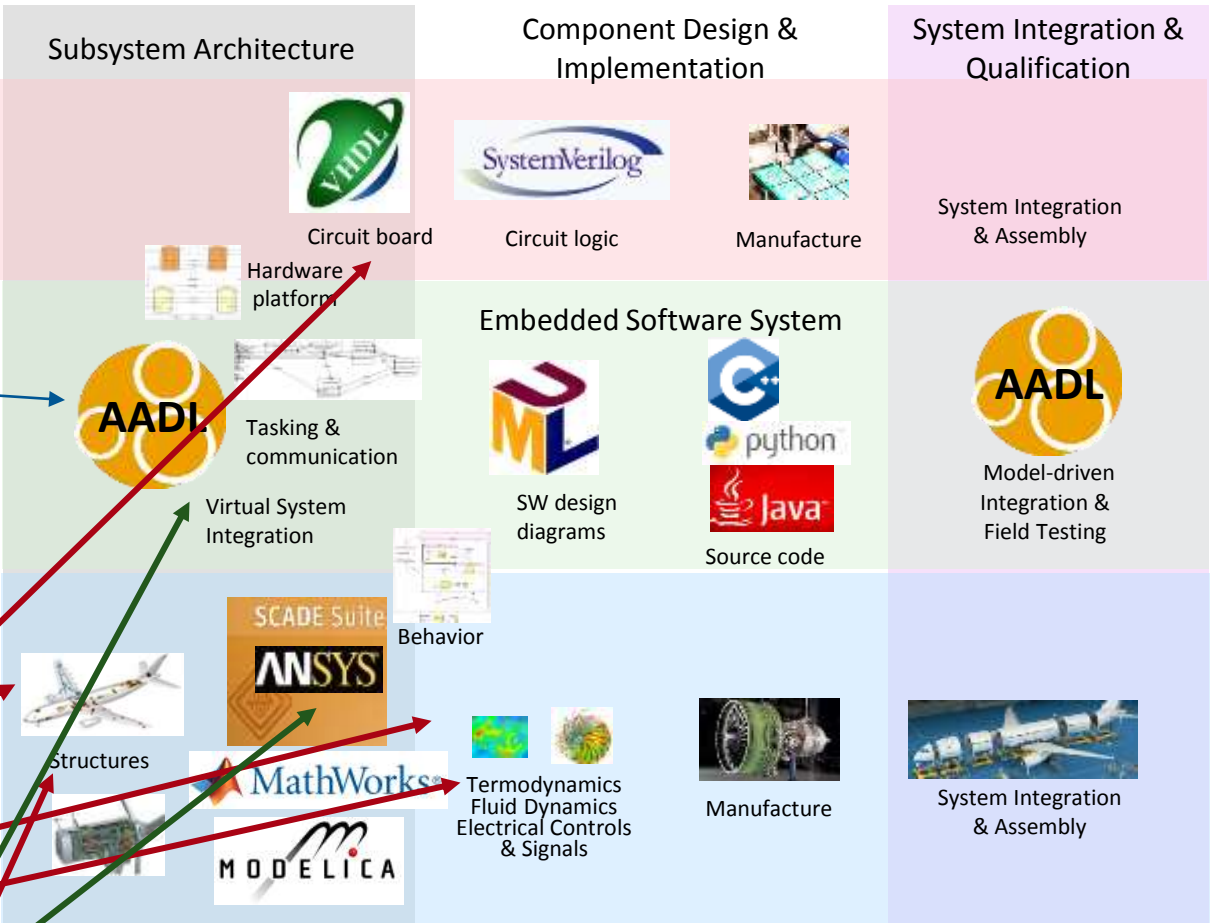 Subsystem Architecture
Component Design &
Implementation
System Integration &
Qualification
VHDL
Circuit board
SystemVerilog
Circuit logic
Manufacture
System Integration
& Assembly
Hardware
platform
Embedded Software System
AADL
Tasking &
communication
Virtual System
Integration
UML
SW design
diagrams
C++
python
Java
Source code
AADL
Model-driven
Integration &
Field Testing
SCADE Suite
ANSYS
Behavior
Structures
MathWorks®
MODELICA
Termodynamics
Fluid Dynamics
Electrical Controls
& Signals
Manufacture
System Integration
& Assembly